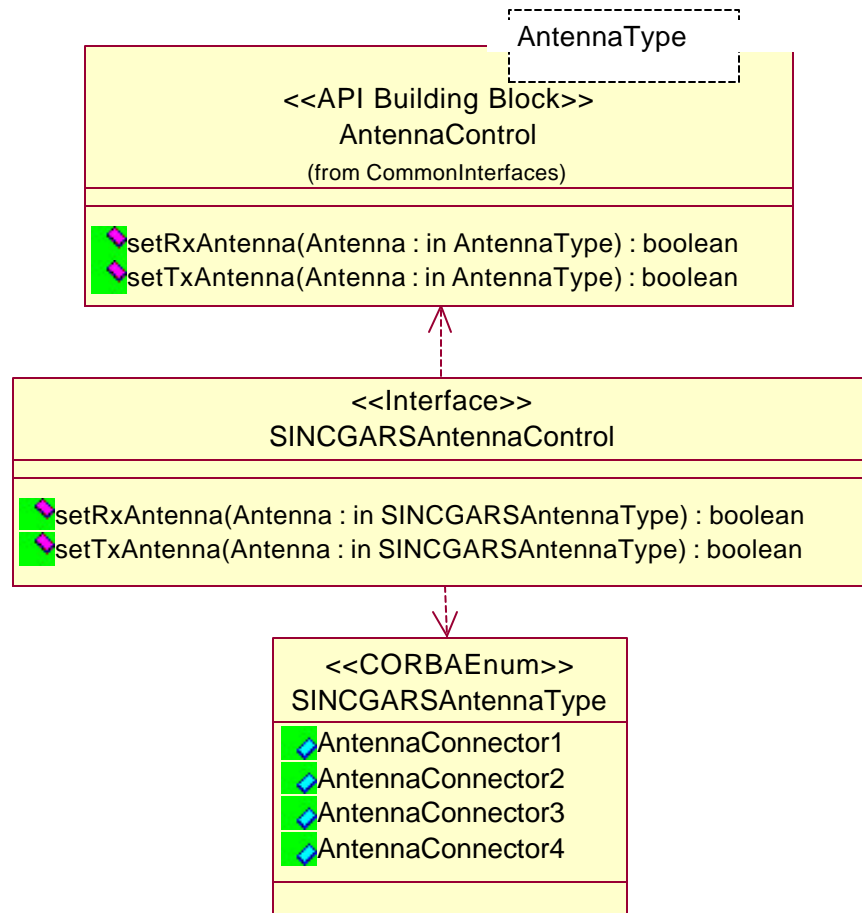 AntennaType
<<API Building Block>>
AntennaControl
(from CommonInterfaces)
setRxAntenna(Antenna : in AntennaType) : boolean
setTxAntenna(Antenna : in AntennaType) : boolean
<<Interface>>
SINCGARSAntennaControl
setRxAntenna(Antenna : in SINCGARSAntennaType) : boolean
setTxAntenna(Antenna : in SINCGARSAntennaType) : boolean
<<CORBAEnum>>
SINCGARSAntennaType
AntennaConnector1
AntennaConnector2
AntennaConnector3
AntennaConnector4